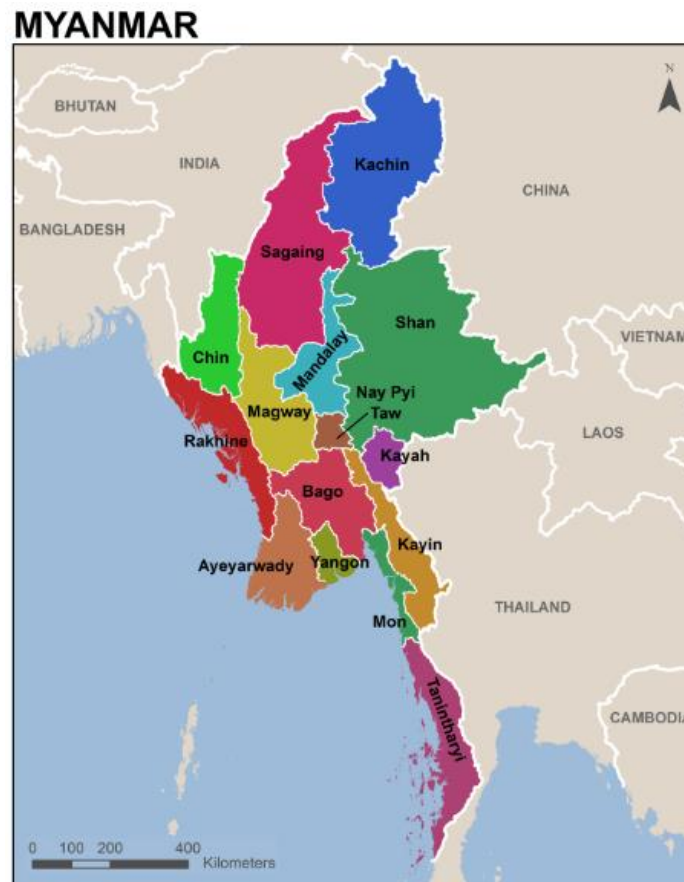 MYANMAR
N
BHUTAN
INDIA
Kachin
CHINA
BANGLADESH
Sagaing
Shan
VIETNAM
Chin
Mandalay
Nay Pyi
Taw
Magway
LAOS
Rakhine
Kayah
Bago
Kayin
Ayeyarwady
Yangon
THAILAND
Mon
Tanintharyi
CAMBODIA
0 100 200 400
Kilometers